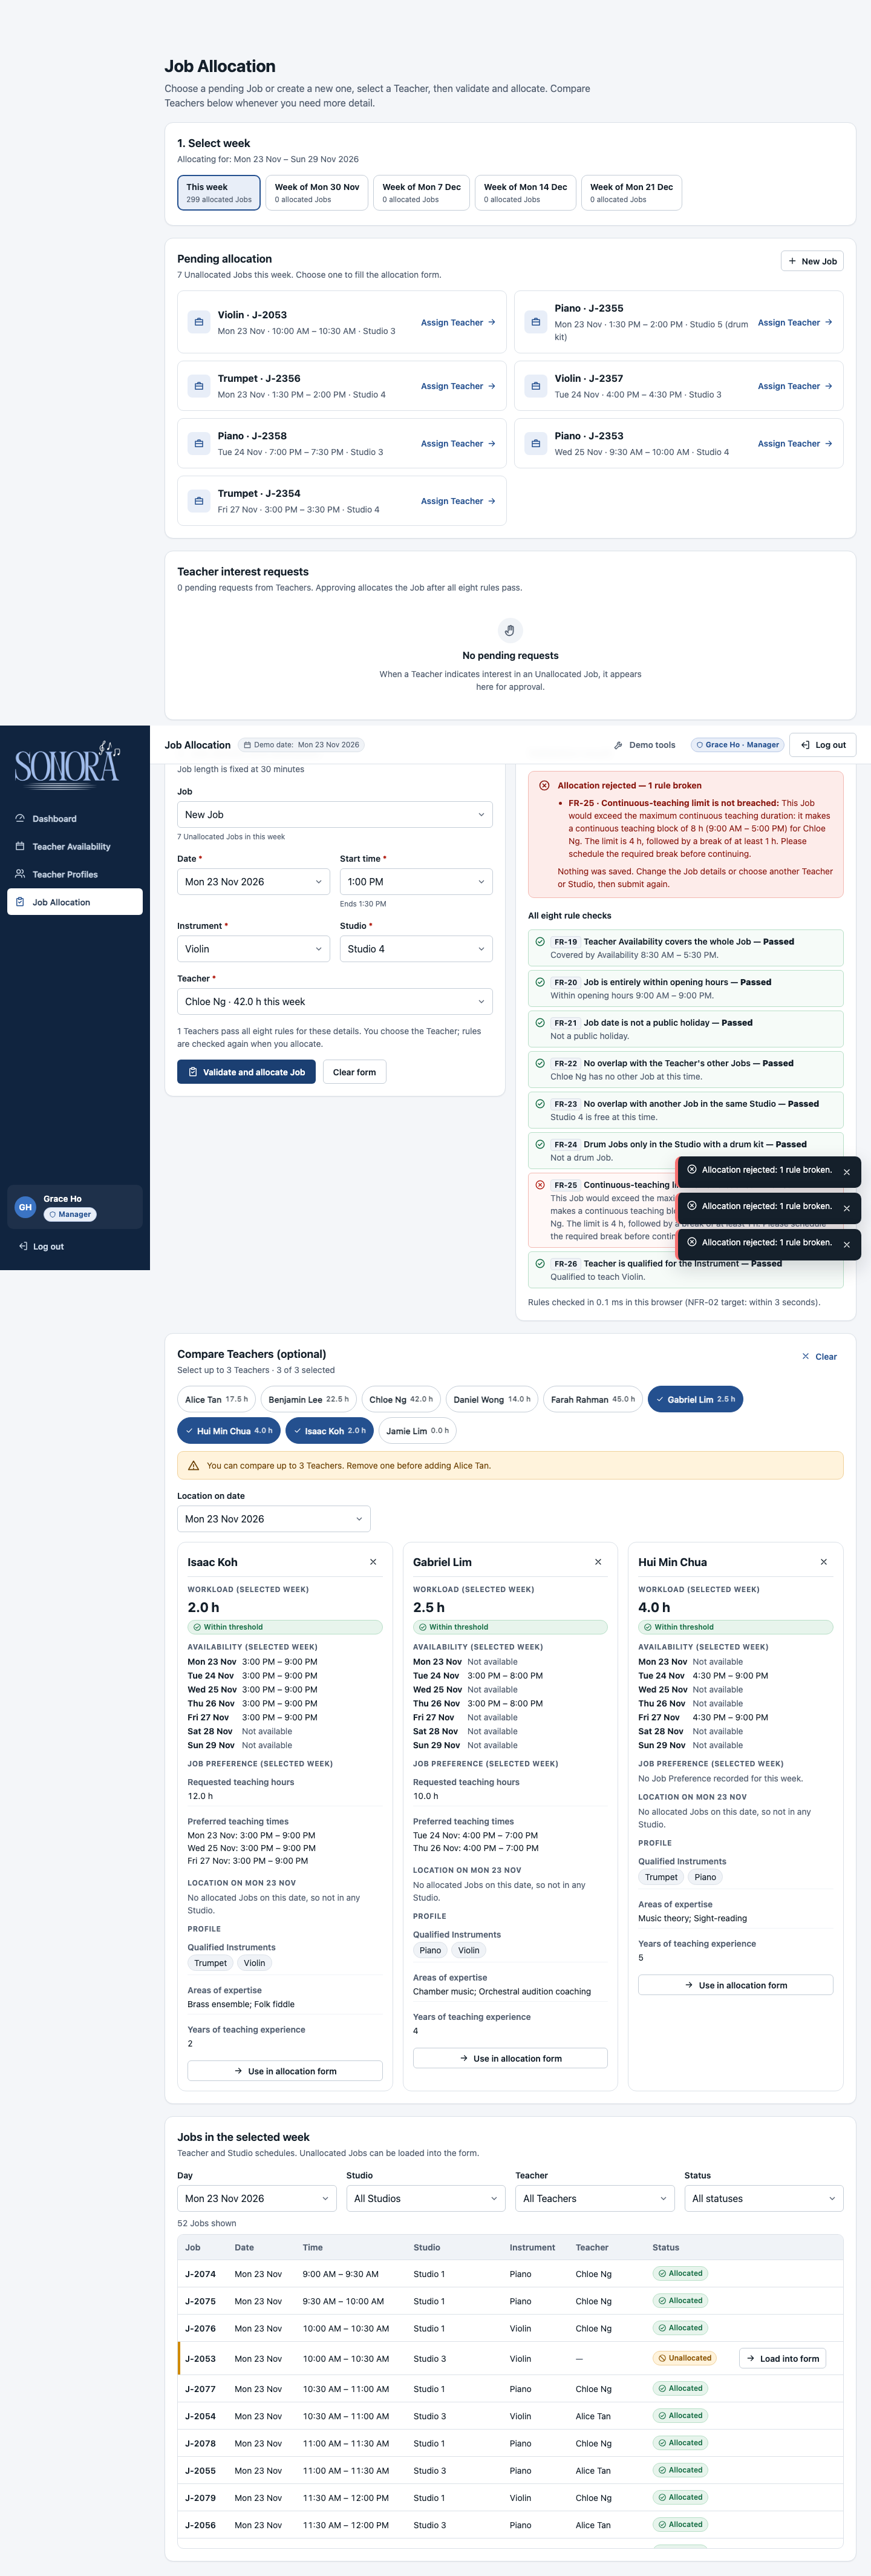 Job Allocation
Choose a pending Job or create a new one, select a Teacher, then validate and allocate. Compare
Teachers below whenever you need more detail.
1. Select week
Allocating for: Mon 23 Nov – Sun 29 Nov 2026
This week
299 allocated Jobs
Week of Mon 30 Nov
0 allocated Jobs
Week of Mon 7 Dec
0 allocated Jobs
Week of Mon 14 Dec
0 allocated Jobs
Week of Mon 21 Dec
0 allocated Jobs
Pending allocation
7 Unallocated Jobs this week. Choose one to fill the allocation form.
New Job
Violin · J-2053
Mon 23 Nov · 10:00 AM – 10:30 AM · Studio 3
Assign Teacher
Piano · J-2355
Mon 23 Nov · 1:30 PM – 2:00 PM · Studio 5 (drum
kit)
Assign Teacher
Trumpet · J-2356
Mon 23 Nov · 1:30 PM – 2:00 PM · Studio 4
Assign Teacher
Violin · J-2357
Tue 24 Nov · 4:00 PM – 4:30 PM · Studio 3
Assign Teacher
Piano · J-2358
Tue 24 Nov · 7:00 PM – 7:30 PM · Studio 3
Assign Teacher
Piano · J-2353
Wed 25 Nov · 9:30 AM – 10:00 AM · Studio 4
Assign Teacher
Trumpet · J-2354
Fri 27 Nov · 3:00 PM – 3:30 PM · Studio 4
Assign Teacher
Teacher interest requests
0 pending requests from Teachers. Approving allocates the Job after all eight rules pass.
No pending requests
When a Teacher indicates interest in an Unallocated Job, it appears
here for approval.
SONORA
Dashboard
Teacher Availability
Teacher Profiles
Job Allocation
GH
Grace Ho
Manager
Log out
Job Allocation
Demo date: Mon 23 Nov 2026
Demo tools
Grace Ho · Manager
Log out
Job length is fixed at 30 minutes
Job
New Job
7 Unallocated Jobs in this week
Date *
Mon 23 Nov 2026
Start time *
1:00 PM
Ends 1:30 PM
Instrument *
Violin
Studio *
Studio 4
Teacher *
Chloe Ng · 42.0 h this week
1 Teachers pass all eight rules for these details. You choose the Teacher; rules
are checked again when you allocate.
Validate and allocate Job
Clear form
Allocation rejected — 1 rule broken
• FR-25 · Continuous-teaching limit is not breached: This Job
would exceed the maximum continuous teaching duration: it makes
a continuous teaching block of 8 h (9:00 AM – 5:00 PM) for Chloe
Ng. The limit is 4 h, followed by a break of at least 1 h. Please
schedule the required break before continuing.
Nothing was saved. Change the Job details or choose another Teacher
or Studio, then submit again.
All eight rule checks
FR-19 Teacher Availability covers the whole Job — Passed
Covered by Availability 8:30 AM – 5:30 PM.
FR-20 Job is entirely within opening hours — Passed
Within opening hours 9:00 AM – 9:00 PM.
FR-21 Job date is not a public holiday — Passed
Not a public holiday.
FR-22 No overlap with the Teacher's other Jobs — Passed
Chloe Ng has no other Job at this time.
FR-23 No overlap with another Job in the same Studio — Passed
Studio 4 is free at this time.
FR-24 Drum Jobs only in the Studio with a drum kit — Passed
Not a drum Job.
FR-25 Continuous-teaching
This Job would exceed the
makes a continuous teaching
Ng. The limit is 4 h, followed by a break of at least 1 h. Please schedule
the required break before
FR-26 Teacher is qualified for the Instrument — Passed
Qualified to teach Violin.
Allocation rejected: 1 rule broken.
Allocation rejected: 1 rule broken.
Allocation rejected: 1 rule broken.
Rules checked in 0.1 ms in this browser (NFR-02 target: within 3 seconds).
Compare Teachers (optional)
Select up to 3 Teachers · 3 of 3 selected
Clear
Alice Tan 17.5 h
Benjamin Lee 22.5 h
Chloe Ng 42.0 h
Daniel Wong 14.0 h
Farah Rahman 45.0 h
Gabriel Lim 2.5 h
Hui Min Chua 4.0 h
Isaac Koh 2.0 h
Jamie Lim 0.0 h
You can compare up to 3 Teachers. Remove one before adding Alice Tan.
Location on date
Mon 23 Nov 2026
Isaac Koh
WORKLOAD (SELECTED WEEK)
2.0 h
Within threshold
AVAILABILITY (SELECTED WEEK)
Mon 23 Nov 3:00 PM – 9:00 PM
Tue 24 Nov 3:00 PM – 9:00 PM
Wed 25 Nov 3:00 PM – 9:00 PM
Thu 26 Nov 3:00 PM – 9:00 PM
Fri 27 Nov 3:00 PM – 9:00 PM
Sat 28 Nov Not available
Sun 29 Nov Not available
JOB PREFERENCE (SELECTED WEEK)
Requested teaching hours
12.0 h
Preferred teaching times
Mon 23 Nov: 3:00 PM – 9:00 PM
Wed 25 Nov: 3:00 PM – 9:00 PM
Fri 27 Nov: 3:00 PM – 9:00 PM
LOCATION ON MON 23 NOV
No allocated Jobs on this date, so not in any
Studio.
PROFILE
Qualified Instruments
Trumpet Violin
Areas of expertise
Brass ensemble; Folk fiddle
Years of teaching experience
2
Use in allocation form
Gabriel Lim
WORKLOAD (SELECTED WEEK)
2.5 h
Within threshold
AVAILABILITY (SELECTED WEEK)
Mon 23 Nov Not available
Tue 24 Nov 3:00 PM – 8:00 PM
Wed 25 Nov Not available
Thu 26 Nov 3:00 PM – 8:00 PM
Fri 27 Nov Not available
Sat 28 Nov Not available
Sun 29 Nov Not available
JOB PREFERENCE (SELECTED WEEK)
Requested teaching hours
10.0 h
Preferred teaching times
Tue 24 Nov: 4:00 PM – 7:00 PM
Thu 26 Nov: 4:00 PM – 7:00 PM
LOCATION ON MON 23 NOV
No allocated Jobs on this date, so not in any
Studio.
PROFILE
Qualified Instruments
Piano Violin
Areas of expertise
Chamber music; Orchestral audition coaching
Years of teaching experience
4
Use in allocation form
Hui Min Chua
WORKLOAD (SELECTED WEEK)
4.0 h
Within threshold
AVAILABILITY (SELECTED WEEK)
Mon 23 Nov Not available
Tue 24 Nov 4:30 PM – 9:00 PM
Wed 25 Nov Not available
Thu 26 Nov Not available
Fri 27 Nov 4:30 PM – 9:00 PM
Sat 28 Nov Not available
Sun 29 Nov Not available
JOB PREFERENCE (SELECTED WEEK)
No Job Preference recorded for this week.
LOCATION ON MON 23 NOV
No allocated Jobs on this date, so not in any
Studio.
PROFILE
Qualified Instruments
Trumpet Piano
Areas of expertise
Music theory; Sight-reading
Years of teaching experience
5
Use in allocation form
Jobs in the selected week
Teacher and Studio schedules. Unallocated Jobs can be loaded into the form.
Day
Mon 23 Nov 2026
Studio
All Studios
Teacher
All Teachers
Status
All statuses
52 Jobs shown
Job Date Time Studio Instrument Teacher Status
J-2074 Mon 23 Nov 9:00 AM – 9:30 AM Studio 1 Piano Chloe Ng Allocated
J-2075 Mon 23 Nov 9:30 AM – 10:00 AM Studio 1 Piano Chloe Ng Allocated
J-2076 Mon 23 Nov 10:00 AM – 10:30 AM Studio 1 Violin Chloe Ng Allocated
J-2053 Mon 23 Nov 10:00 AM – 10:30 AM Studio 3 Violin — Unallocated Load into form
J-2077 Mon 23 Nov 10:30 AM – 11:00 AM Studio 1 Piano Chloe Ng Allocated
J-2054 Mon 23 Nov 10:30 AM – 11:00 AM Studio 3 Violin Alice Tan Allocated
J-2078 Mon 23 Nov 11:00 AM – 11:30 AM Studio 1 Piano Chloe Ng Allocated
J-2055 Mon 23 Nov 11:00 AM – 11:30 AM Studio 3 Piano Alice Tan Allocated
J-2079 Mon 23 Nov 11:30 AM – 12:00 PM Studio 1 Violin Chloe Ng Allocated
J-2056 Mon 23 Nov 11:30 AM – 12:00 PM Studio 3 Piano Alice Tan Allocated